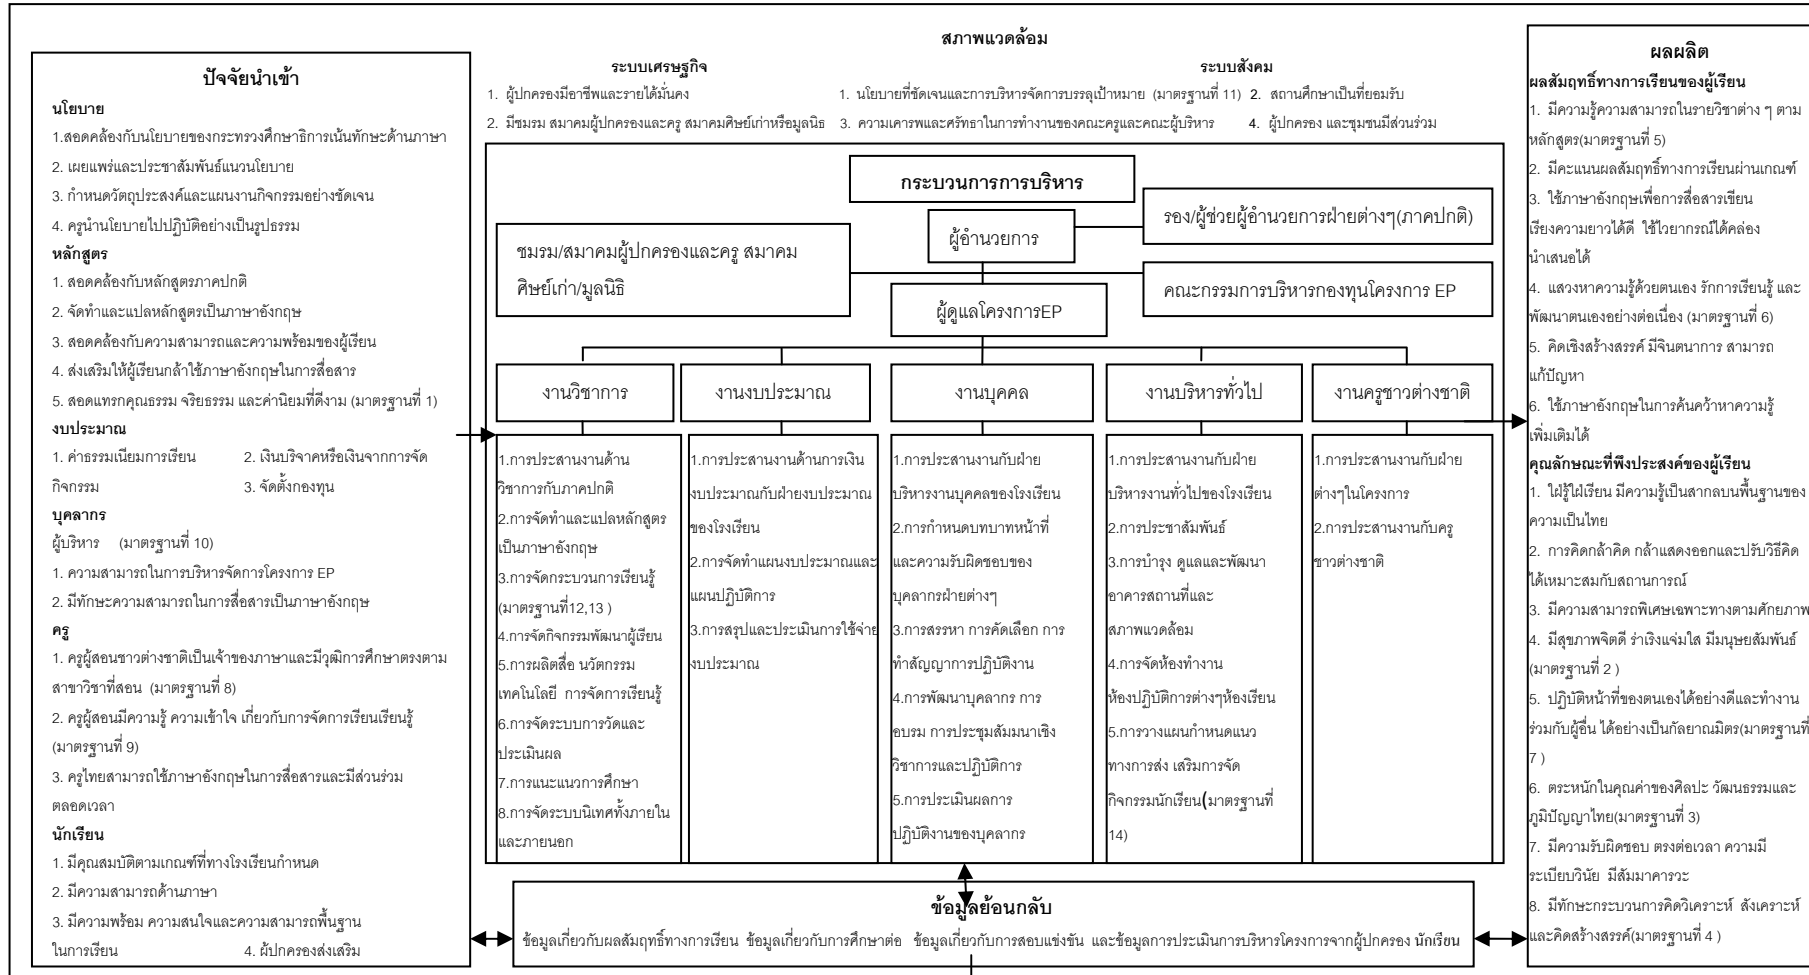 สภาพแวดล้อม
ระบบเศรษฐกิจ
1. ผู้ปกครองมีอาชีพและรายได้มั่นคง
2. มีชมรม สมาคมผู้ปกครองและครู สมาคมศิษย์เก่าหรือมูลนิธ
ระบบสังคม
1. นโยบายที่ชัดเจนและการบริหารจัดการบรรลุเป้าหมาย (มาตรฐานที่ 11) 2. สถานศึกษาเป็นที่ยอมรับ
3. ความเคารพและศรัทธาในการทำงานของคณะครูและคณะผู้บริหาร 4. ผู้ปกครอง และชุมชนมีส่วนร่วม
ปัจจัยนำเข้า
นโยบาย
1.สอดคล้องกับนโยบายของกระทรวงศึกษาธิการเน้นทักษะด้านภาษา
2. เผยแพร่และประชาสัมพันธ์แนวนโยบาย
3. กำหนดวัตถุประสงค์และแผนงานกิจกรรมอย่างชัดเจน
4. ครูนำนโยบายไปปฏิบัติอย่างเป็นรูปธรรม
หลักสูตร
1. สอดคล้องกับหลักสูตรภาคปกติ
2. จัดทำและแปลหลักสูตรเป็นภาษาอังกฤษ
3. สอดคล้องกับความสามารถและความพร้อมของผู้เรียน
4. ส่งเสริมให้ผู้เรียนกล้าใช้ภาษาอังกฤษในการสื่อสาร
5. สอดแทรกคุณธรรม จริยธรรม และค่านิยมที่ดีงาม (มาตรฐานที่ 1)
งบประมาณ
1. ค่าธรรมเนียมการเรียน 2. เงินบริจาคหรือเงินจากการจัด
กิจกรรม 3. จัดตั้งกองทุน
บุคลากร
ผู้บริหาร (มาตรฐานที่ 10)
1. ความสามารถในการบริหารจัดการโครงการ EP
2. มีทักษะความสามารถในการสื่อสารเป็นภาษาอังกฤษ
ครู
1. ครูผู้สอนชาวต่างชาติเป็นเจ้าของภาษาและมีวุฒิการศึกษาตรงตาม
สาขาวิชาที่สอน (มาตรฐานที่ 8)
2. ครูผู้สอนมีความรู้ ความเข้าใจ เกี่ยวกับการจัดการเรียนเรียนรู้
(มาตรฐานที่ 9)
3. ครูไทยสามารถใช้ภาษาอังกฤษในการสื่อสารและมีส่วนร่วม
ตลอดเวลา
นักเรียน
1. มีคุณสมบัติตามเกณฑ์ที่ทางโรงเรียนกำหนด
2. มีความสามารถด้านภาษา
3. มีความพร้อม ความสนใจและความสามารถพื้นฐาน
ในการเรียน 4. ผู้ปกครองส่งเสริม
กระบวนการการบริหาร
ผู้อำนวยการ
รอง/ผู้ช่วยผู้อำนวยการฝ่ายต่างๆ(ภาคปกติ)
ชมรม/สมาคมผู้ปกครองและครู สมาคม
ศิษย์เก่า/มูลนิธิ
คณะกรรมการบริหารกองทุนโครงการ EP
ผู้ดูแลโครงการEP
งานวิชาการ
1.การประสานงานด้าน
วิชาการกับภาคปกติ
2.การจัดทำและแปลหลักสูตร
เป็นภาษาอังกฤษ
3.การจัดกระบวนการเรียนรู้
(มาตรฐานที่12,13 )
4.การจัดกิจกรรมพัฒนาผู้เรียน
5.การผลิตสื่อ นวัตกรรม
เทคโนโลยี การจัดการเรียนรู้
6.การจัดระบบการวัดและ
ประเมินผล
7.การแนะแนวการศึกษา
8.การจัดระบบนิเทศทั้งภายใน
และภายนอก
งานงบประมาณ
1.การประสานงานด้านการเงิน
งบประมาณกับฝ่ายงบประมาณ
ของโรงเรียน
2.การจัดทำแผนงบประมาณและ
แผนปฏิบัติการ
3.การสรุปและประเมินการใช้จ่าย
งบประมาณ
งานบุคคล
1.การประสานงานกับฝ่าย
บริหารงานบุคคลของโรงเรียน
2.การกำหนดบทบาทหน้าที่
และความรับผิดชอบของ
บุคลากรฝ่ายต่างๆ
3.การสรรหา การคัดเลือก การ
ทำสัญญาการปฏิบัติงาน
4.การพัฒนาบุคลากร การ
อบรม การประชุมสัมมนาเชิง
วิชาการและปฏิบัติการ
5.การประเมินผลการ
ปฏิบัติงานของบุคลากร
งานบริหารทั่วไป
1.การประสานงานกับฝ่าย
บริหารงานทั่วไปของโรงเรียน
2.การประชาสัมพันธ์
3.การบำรุง ดูแลและพัฒนา
อาคารสถานที่และ
สภาพแวดล้อม
4.การจัดห้องทำงาน
ห้องปฏิบัติการต่างๆห้องเรียน
5.การวางแผนกำหนดแนว
ทางการส่ง เสริมการจัด
กิจกรรมนักเรียน(มาตรฐานที่
14)
งานครูชาวต่างชาติ
1.การประสานงานกับฝ่าย
ต่างๆในโครงการ
2.การประสานงานกับครู
ชาวต่างชาติ
ข้อมูลย้อนกลับ
ข้อมูลเกี่ยวกับผลสัมฤทธิ์ทางการเรียน ข้อมูลเกี่ยวกับการศึกษาต่อ ข้อมูลเกี่ยวกับการสอบแข่งขัน และข้อมูลการประเมินการบริหารโครงการจากผู้ปกครอง นักเรียน
ผลผลิต
ผลสัมฤทธิ์ทางการเรียนของผู้เรียน
1. มีความรู้ความสามารถในรายวิชาต่าง ๆ ตาม
หลักสูตร(มาตรฐานที่ 5)
2. มีคะแนนผลสัมฤทธิ์ทางการเรียนผ่านเกณฑ์
3. ใช้ภาษาอังกฤษเพื่อการสื่อสารเขียน
เรียงความยาวได้ดี ใช้ไวยากรณ์ได้คล่อง
นำเสนอได้
4. แสวงหาความรู้ด้วยตนเอง รักการเรียนรู้ และ
พัฒนาตนเองอย่างต่อเนื่อง (มาตรฐานที่ 6)
5. คิดเชิงสร้างสรรค์ มีจินตนาการ สามารถ
แก้ปัญหา
6. ใช้ภาษาอังกฤษในการค้นคว้าหาความรู้
เพิ่มเติมได้
คุณลักษณะที่พึงประสงค์ของผู้เรียน
1. ใฝ่รู้ใฝ่เรียน มีความรู้เป็นสากลบนพื้นฐานของ
ความเป็นไทย
2. การคิดกล้าคิด กล้าแสดงออกและปรับวิธีคิด
ได้เหมาะสมกับสถานการณ์
3. มีความสามารถพิเศษเฉพาะทางตามศักยภาพ
4. มีสุขภาพจิตดี ร่าเริงแจ่มใส มีมนุษยสัมพันธ์
(มาตรฐานที่ 2 )
5. ปฏิบัติหน้าที่ของตนเองได้อย่างดีและทำงาน
ร่วมกับผู้อื่น ได้อย่างเป็นกัลยาณมิตร(มาตรฐานที่
7 )
6. ตระหนักในคุณค่าของศิลปะ วัฒนธรรมและ
ภูมิปัญญาไทย(มาตรฐานที่ 3)
7. มีความรับผิดชอบ ตรงต่อเวลา ความมี
ระเบียบวินัย มีสัมมาคารวะ
8. มีทักษะกระบวนการคิดวิเคราะห์ สังเคราะห์
และคิดสร้างสรรค์(มาตรฐานที่ 4 )